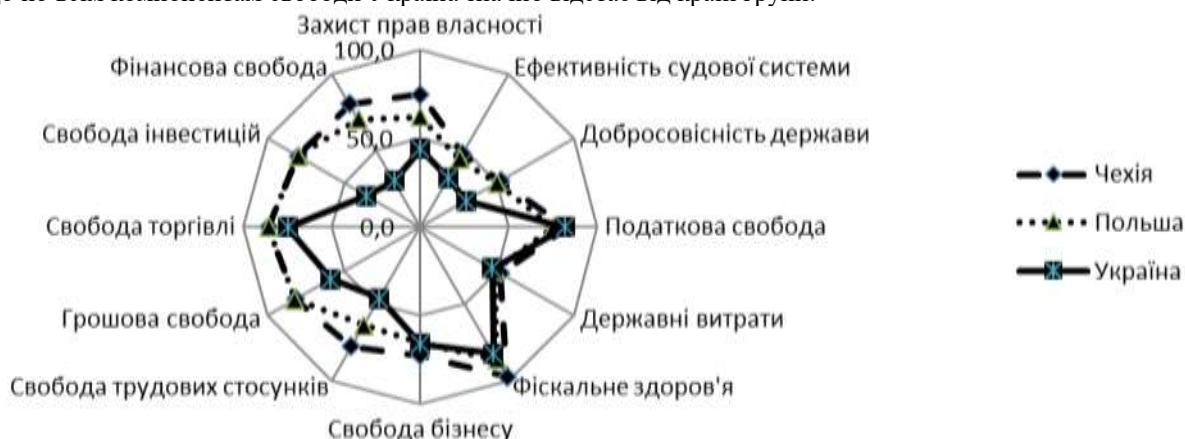 Захист прав власності
100,0
Фінансова свобода
Ефективність судової системи
Свобода інвестицій
50,0
Добросовісність держави
Чехія
Свобода торгівлі
0,0
Податкова свобода
Польша
Україна
Грошова свобода
Державні витрати
Свобода трудових стосунків
Фіскальне здоров'я
Свобода бізнесу